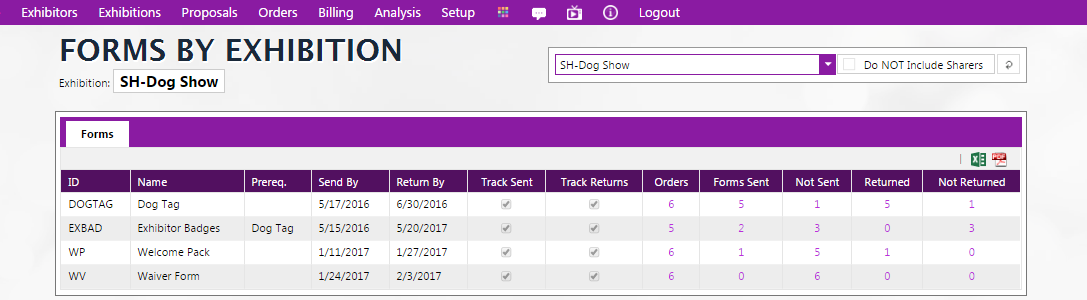 Exhibitors Exhibitions Proposals Orders Billing Analysis Setup Logout
FORMS BY EXHIBITION
Exhibition: SH-Dog Show
SH-Dog Show Do NOT Include Sharers
Forms
PDF
ID Name Prereq. Send By Return By Track Sent Track Returns Orders Forms Sent Not Sent Returned Not Returned
DOGTAG Dog Tag 5/17/2016 6/30/2016 6 5 1 5 1
EXBAD Exhibitor Badges Dog Tag 5/15/2016 5/20/2017 5 2 3 0 3
WP Welcome Pack 1/11/2017 1/27/2017 6 1 5 1 0
WV Waiver Form 1/24/2017 2/3/2017 6 0 6 0 0